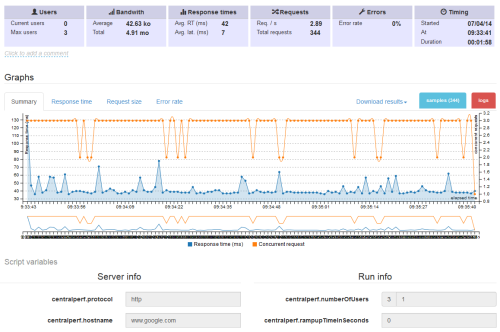 Users
Bandwith
Response times
Requests
Errors
Timing
Current users 0
Average 42.63 ko
Avg. RT (ms) 42
Req. / s 2.89
Error rate 0%
Started 07/04/14
Max users 3
Total 4.91 mo
Avg. lat. (ms) 7
Total requests 344
At 09:33:41
Duration 00:01:58
Click to add a comment
Graphs
Summary Response time Request size Error rate Download results samples (344) logs
130 120 110 100 90 80 70 60 50 40 30
3.2 3.0 2.8 2.6 2.4 2.2 2.0 1.8 1.6 1.4 1.2 1.0 0.8
elapsed time
9:33:43 09:33:56 09:34:09 09:34:22 09:34:35 09:34:48 09:35:01 09:35:14 09:35:27 09:35:40
Response time (ms) Concurrent request
Script variables
Server info
Run info
centralperf.protocol http
centralperf.numberOfUsers 3 1
centralperf.hostname www.google.com
centralperf.rampupTimeInSeconds 0